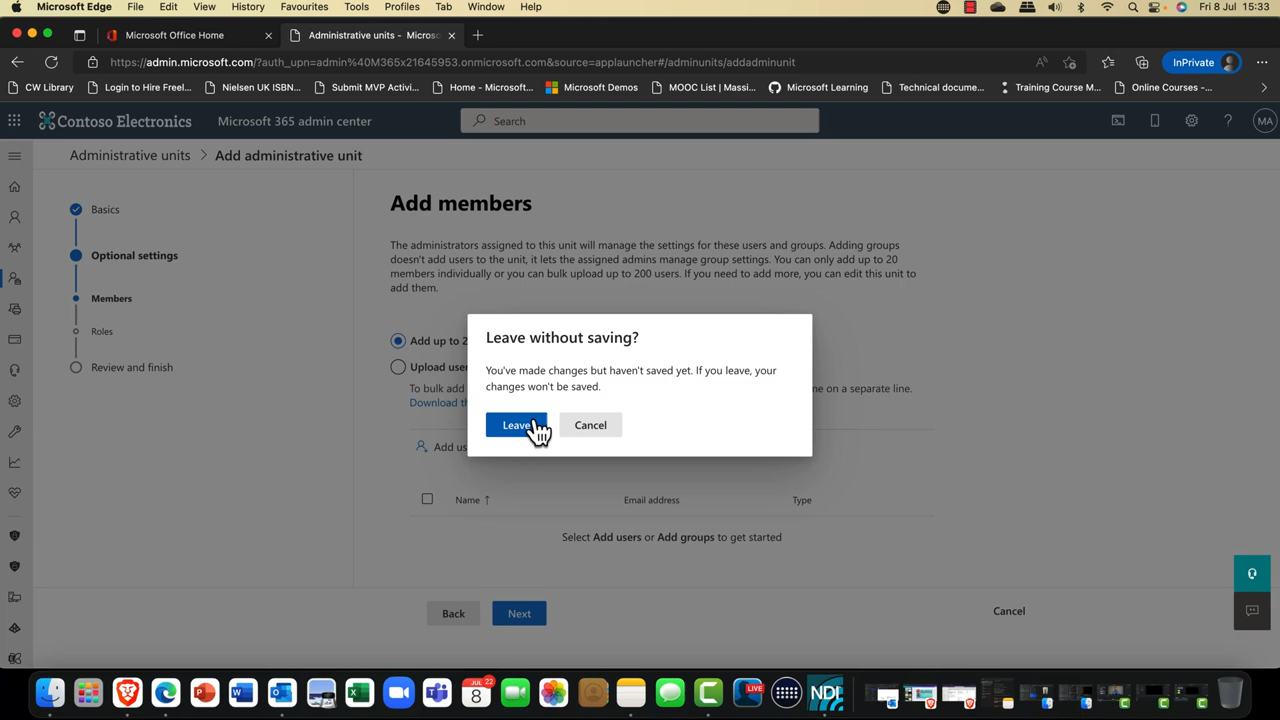 Microsoft Edge File Edit View History Favourites Tools Profiles Tab Window Help Fri 8 Jul 15:33
Microsoft Office Home Administrative units - Micros
https://admin.microsoft.com/?auth_upn=admin%40M365x21645953.onmicrosoft.com&source=applauncher#/adminunits/addadminunit InPrivate
CW Library Login to Hire Freel... Nielsen UK ISBN... Submit MVP Activi... Home - Microsoft... Microsoft Demos MOOC List | Massi... Microsoft Learning Technical docume... Training Course M... Online Courses -...
Contoso Electronics Microsoft 365 admin center Search MA
Administrative units > Add administrative unit
Basics
Optional settings
Members
Roles
Review and finish
Add members
The administrators assigned to this unit will manage the settings for these users and groups. Adding groups
doesn't add users to the unit, it lets the assigned admins manage group settings. You can only add up to 20
members individually or you can bulk upload up to 200 users. If you need to add more, you can edit this unit to
add them.
Add up to 2
Upload use
To bulk add
me on a separate line.
Download th
Add us
Leave without saving?
You've made changes but haven't saved yet. If you leave, your
changes won't be saved.
Leave Cancel
Name ↑ Email address Type
Select Add users or Add groups to get started
Back Next Cancel
JUL 22
8
LIVE
NDI